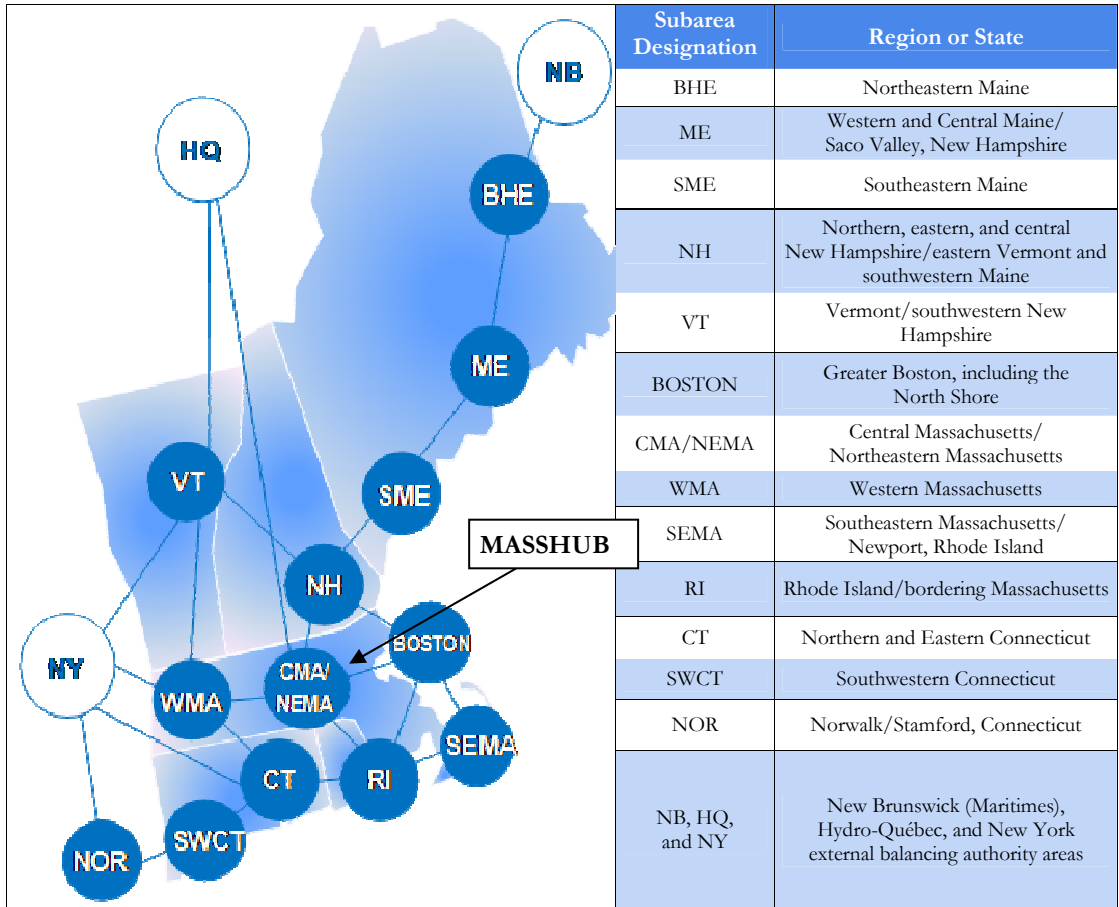 NB
HQ
BHE
ME
VT
SME
MASSHUB
NH
BOSTON
NY
CMA/
NEMA
WMA
SEMA
CT
RI
SWCT
NOR
Subarea
Designation
Region or State
BHE
Northeastern Maine
ME
Western and Central Maine/
Saco Valley, New Hampshire
SME
Southeastern Maine
NH
Northern, eastern, and central
New Hampshire/eastern Vermont and
southwestern Maine
VT
Vermont/southwestern New
Hampshire
BOSTON
Greater Boston, including the
North Shore
CMA/NEMA
Central Massachusetts/
Northeastern Massachusetts
WMA
Western Massachusetts
SEMA
Southeastern Massachusetts/
Newport, Rhode Island
RI
Rhode Island/bordering Massachusetts
CT
Northern and Eastern Connecticut
SWCT
Southwestern Connecticut
NOR
Norwalk/Stamford, Connecticut
NB, HQ,
and NY
New Brunswick (Maritimes),
Hydro-Québec, and New York
external balancing authority areas